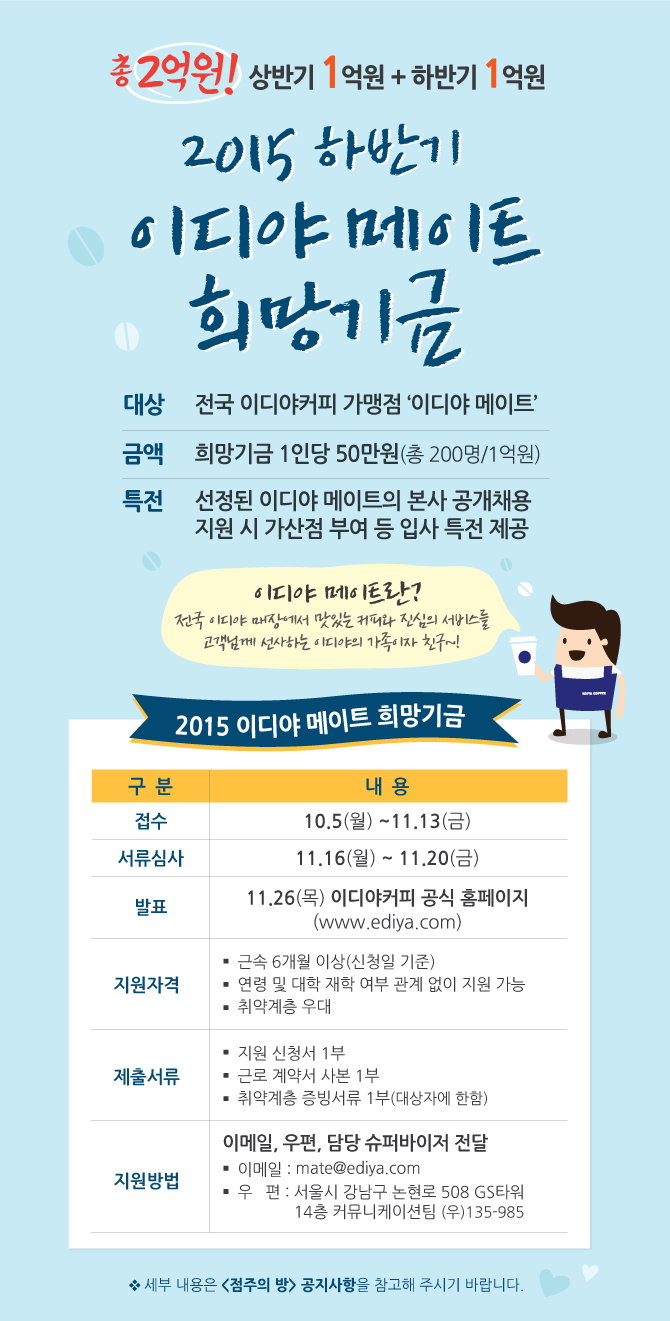 총 2억원! 상반기 1억원 + 하반기 1억원
2015 하반기
이디야 메이트
희망기금
대상 전국 이디야커피 가맹점 ‘이디야 메이트’
금액 희망기금 1인당 50만원(총 200명/1억원)
특전 선정된 이디야 메이트의 본사 공개채용
지원 시 가산점 부여 등 입사 특전 제공
이디야 메이트란?
전국 이디야 매장에서 맛있는 커피와 진심의 서비스를
고객님께 선사하는 이디야의 가족이자 친구~!
EDIYA COFFEE
2015 이디야 메이트 희망기금
구 분 내 용
접수 10.5(월) ~11.13(금)
서류심사 11.16(월) ~ 11.20(금)
발표 11.26(목) 이디야커피 공식 홈페이지
(www.ediya.com)
지원자격
▪ 근속 6개월 이상(신청일 기준)
▪ 연령 및 대학 재학 여부 관계 없이 지원 가능
▪ 취약계층 우대
제출서류
▪ 지원 신청서 1부
▪ 근로 계약서 사본 1부
▪ 취약계층 증빙서류 1부(대상자에 한함)
지원방법
이메일, 우편, 담당 슈퍼바이저 전달
▪ 이메일 : mate@ediya.com
▪ 우 편 : 서울시 강남구 논현로 508 GS타워
14층 커뮤니케이션팀 (우)135-985
❖ 세부 내용은 <점주의 방> 공지사항을 참고해 주시기 바랍니다.